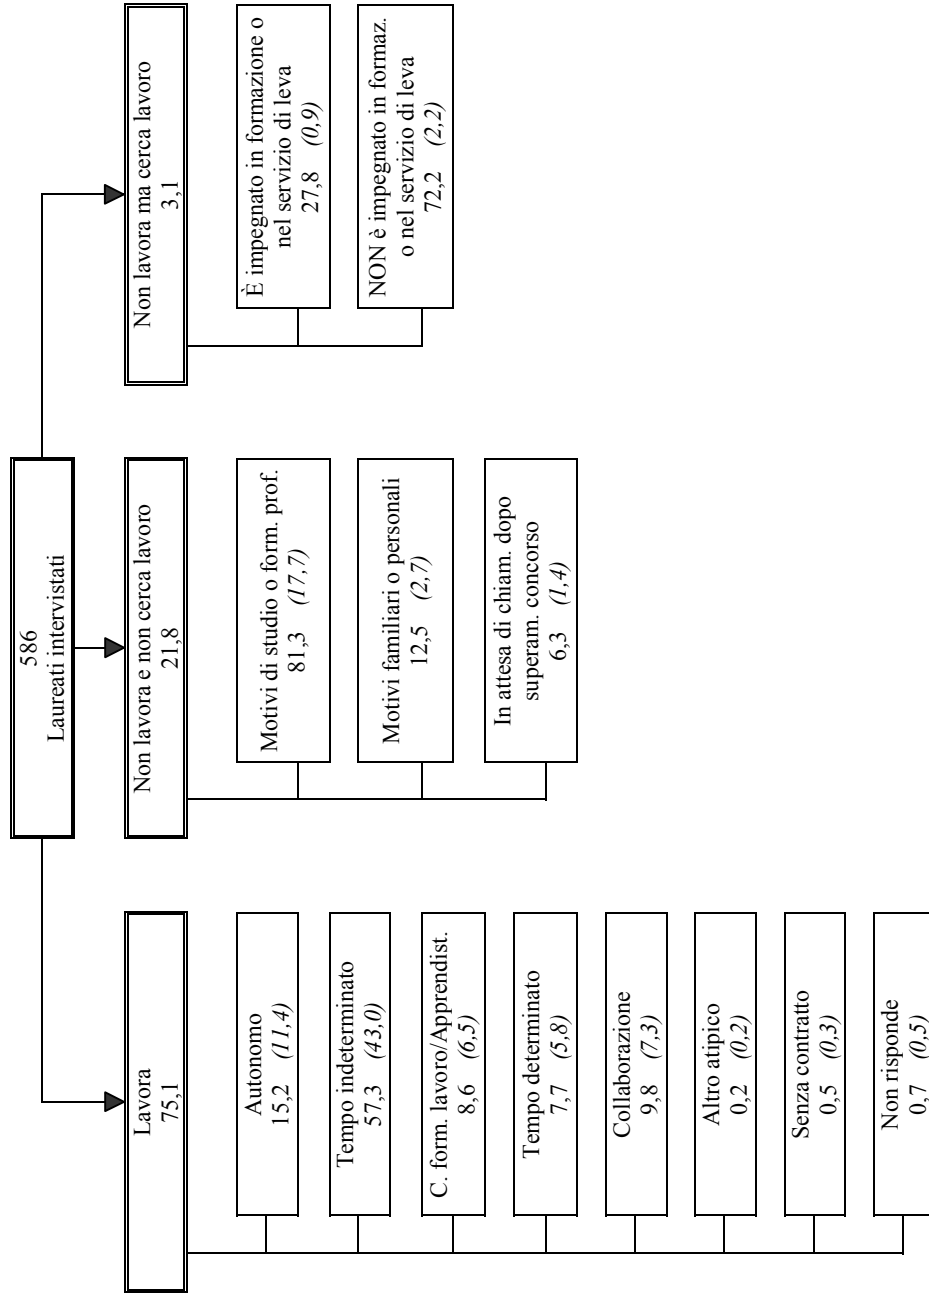 586
Laureati intervistati
Lavora
75,1
Autonomo
15,2 (11,4)
Tempo indeterminato
57,3 (43,0)
C. form. lavoro/Apprendist.
8,6 (6,5)
Tempo determinato
7,7 (5,8)
Collaborazione
9,8 (7,3)
Altro atipico
0,2 (0,2)
Senza contratto
0,5 (0,3)
Non risponde
0,7 (0,5)
Non lavora e non cerca lavoro
21,8
Motivi di studio o form. prof.
81,3 (17,7)
Motivi familiari o personali
12,5 (2,7)
In attesa di chiam. dopo
superam. concorso
6,3 (1,4)
Non lavora ma cerca lavoro
3,1
È impegnato in formazione o
nel servizio di leva
27,8 (0,9)
NON è impegnato in formaz.
o nel servizio di leva
72,2 (2,2)